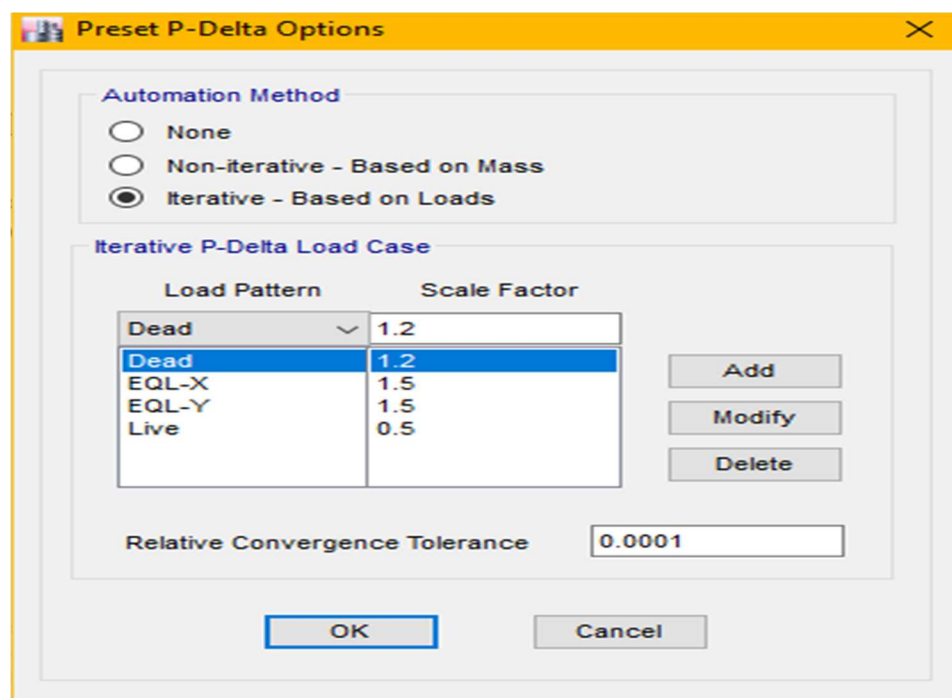 Preset P-Delta Options
Automation Method
None
Non-iterative - Based on Mass
Iterative - Based on Loads
Iterative P-Delta Load Case
Load Pattern Scale Factor
Dead 1.2
Dead 1.2
EQL-X 1.5
EQL-Y 1.5
Live 0.5
Add
Modify
Delete
Relative Convergence Tolerance 0.0001
OK Cancel